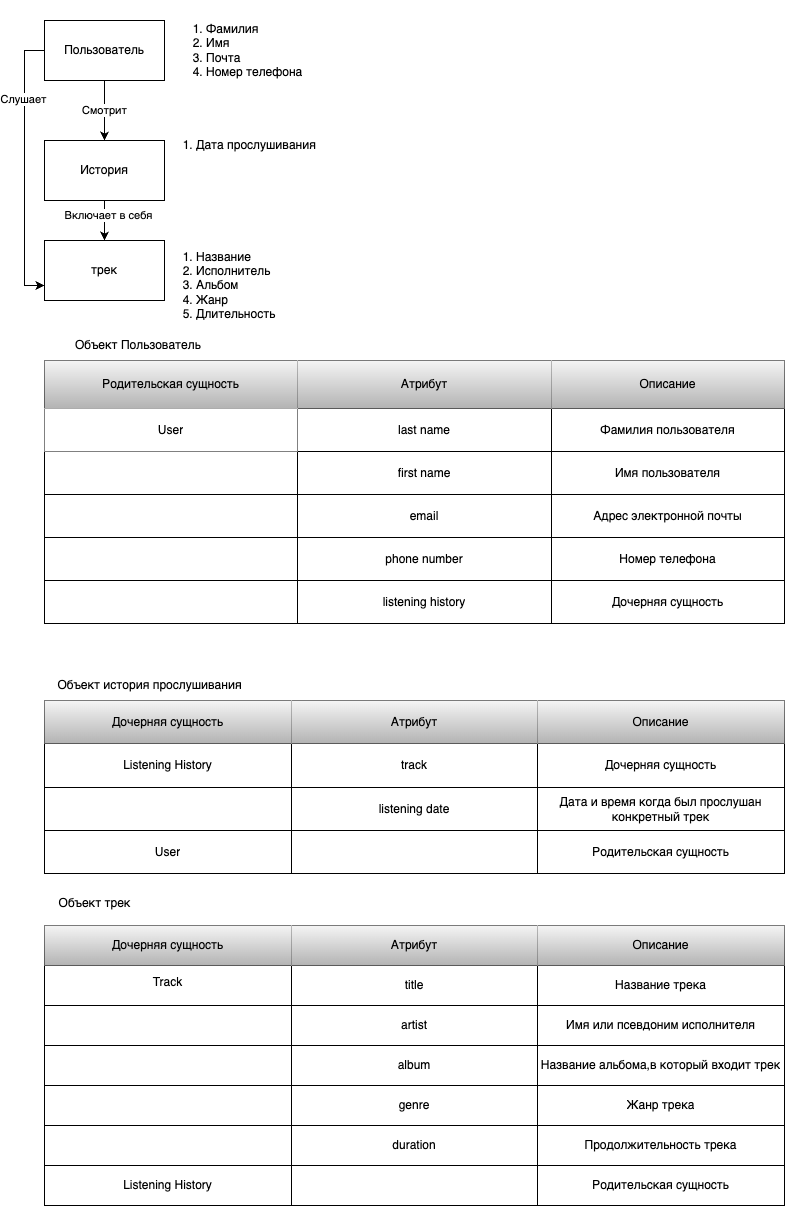 Пользователь
1. Фамилия
2. Имя
3. Почта
4. Номер телефона
Слушает
Смотрит
История
1. Дата прослушивания
Включает в себя
трек
1. Название
2. Исполнитель
3. Альбом
4. Жанр
5. Длительность
Объект Пользователь
Родительская сущность Атрибут Описание
User last name Фамилия пользователя
first name Имя пользователя
email Адрес электронной почты
phone number Номер телефона
listening history Дочерняя сущность
Объект история прослушивания
Дочерняя сущность Атрибут Описание
Listening History track Дочерняя сущность
listening date Дата и время когда был прослушан
конкретный трек
User Родительская сущность
Объект трек
Дочерняя сущность Атрибут Описание
Track title Название трека
artist Имя или псевдоним исполнителя
album Название альбома,в который входит трек
genre Жанр трека
duration Продолжительность трека
Listening History Родительская сущность